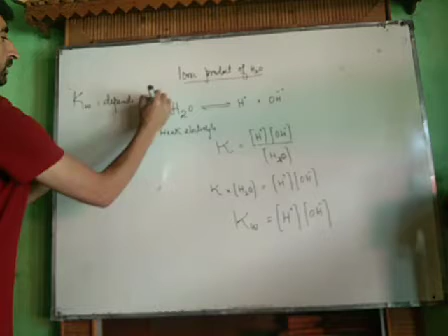 Ionic product of H₂O
Kw : depends
H₂O ⇌ H⁺ + OH⁻
Weak electrolyte
K = [H⁺][OH⁻] / [H₂O]
K × [H₂O] = [H⁺][OH⁻]
Kw = [H⁺][OH⁻]